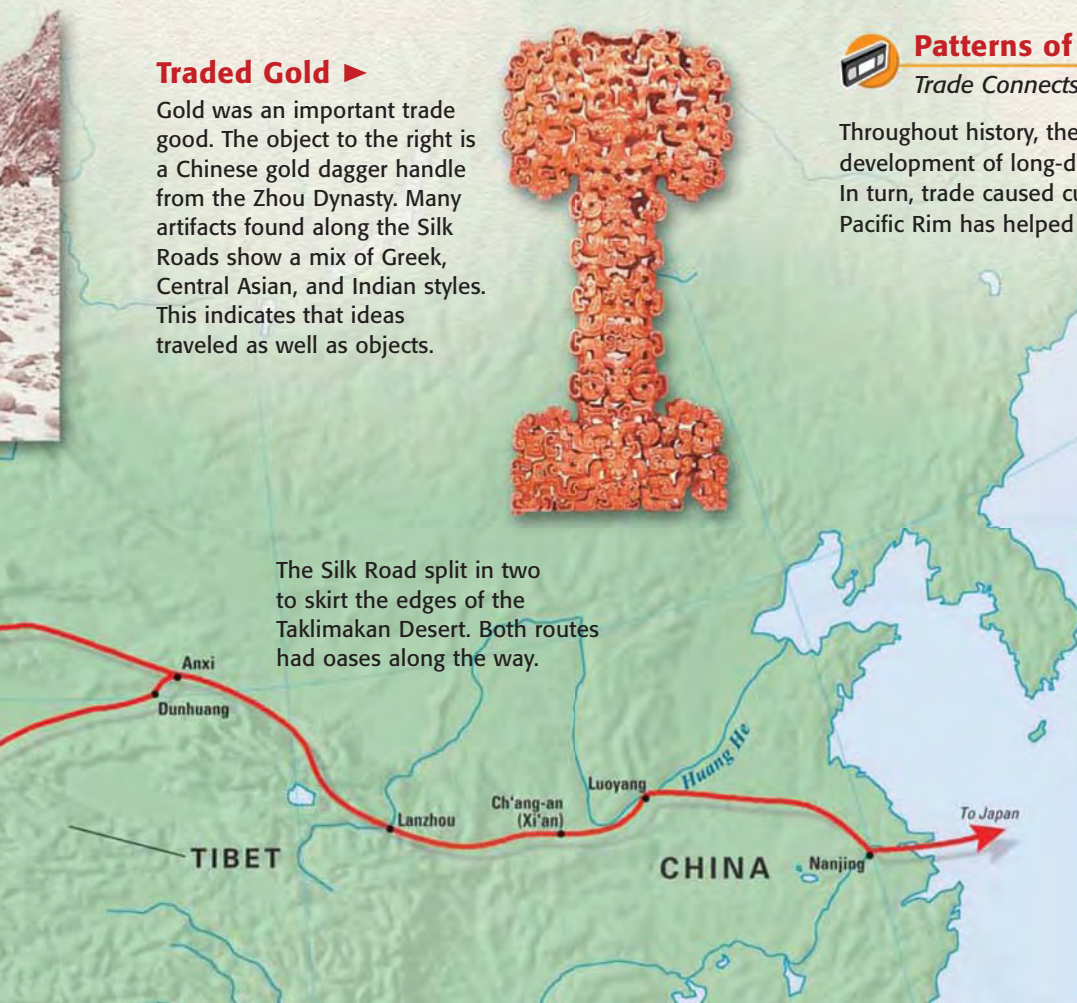 Traded Gold ►
Gold was an important trade
good. The object to the right is
a Chinese gold dagger handle
from the Zhou Dynasty. Many
artifacts found along the Silk
Roads show a mix of Greek,
Central Asian, and Indian styles.
This indicates that ideas
traveled as well as objects.
Patterns of
Trade Connects
Throughout history, the
development of long-d
In turn, trade caused cu
Pacific Rim has helped
The Silk Road split in two
to skirt the edges of the
Taklimakan Desert. Both routes
had oases along the way.
Anxi
Dunhuang
Lanzhou
Ch'ang-an
(Xi'an)
Luoyang
Huang He
To Japan
TIBET
CHINA
Nanjing